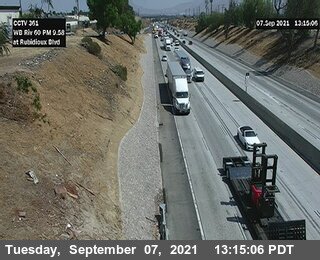 CCTV 361
WB Riv 60 PM 9.58
at Rubidioux Blvd
07.Sep 2021 13:15:06
Tuesday, September 07, 2021 13:15:06 PDT